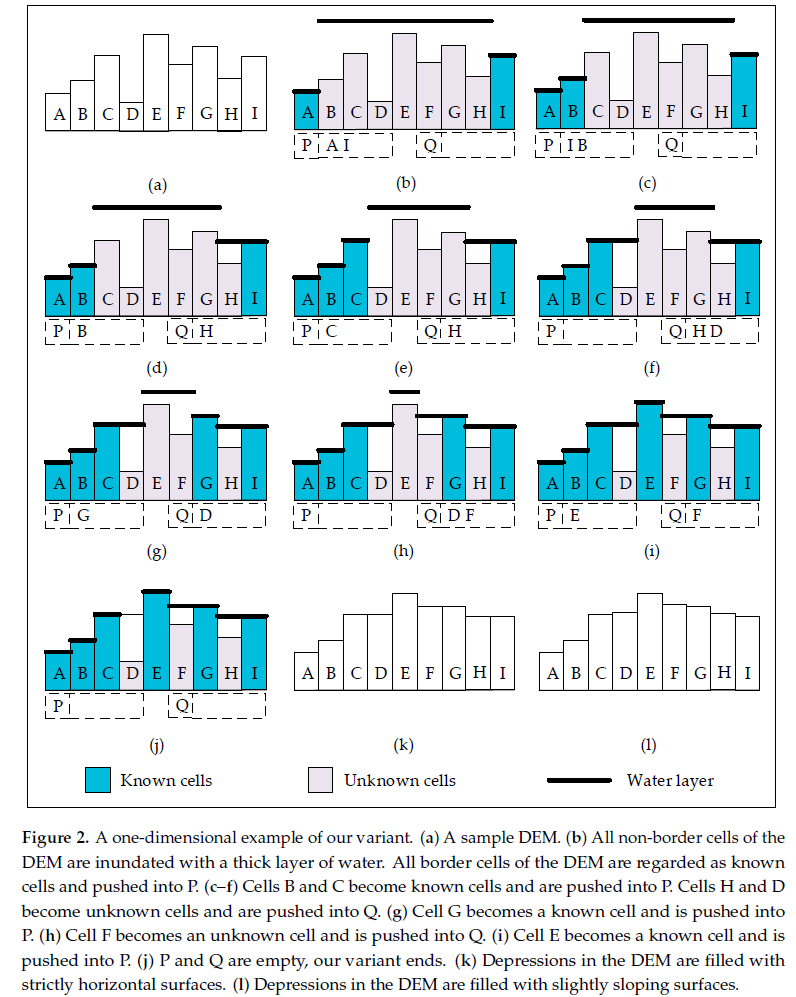 A B C D E F G H I
(a)
A B C D E F G H I
P A I Q
(b)
A B C D E F G H I
P I B Q
(c)
A B C D E F G H I
P B Q H
(d)
A B C D E F G H I
P C Q H
(e)
A B C D E F G H I
P Q H D
(f)
A B C D E F G H I
P G Q D
(g)
A B C D E F G H I
P Q D F
(h)
A B C D E F G H I
P E Q F
(i)
A B C D E F G H I
P Q
(j)
A B C D E F G H I
(k)
A B C D E F G H I
(l)
Known cells Unknown cells Water layer
Figure 2. A one-dimensional example of our variant. (a) A sample DEM. (b) All non-border cells of the
DEM are inundated with a thick layer of water. All border cells of the DEM are regarded as known
cells and pushed into P. (c–f) Cells B and C become known cells and are pushed into P. Cells H and D
become unknown cells and are pushed into Q. (g) Cell G becomes a known cell and is pushed into
P. (h) Cell F becomes an unknown cell and is pushed into Q. (i) Cell E becomes a known cell and is
pushed into P. (j) P and Q are empty, our variant ends. (k) Depressions in the DEM are filled with
strictly horizontal surfaces. (l) Depressions in the DEM are filled with slightly sloping surfaces.